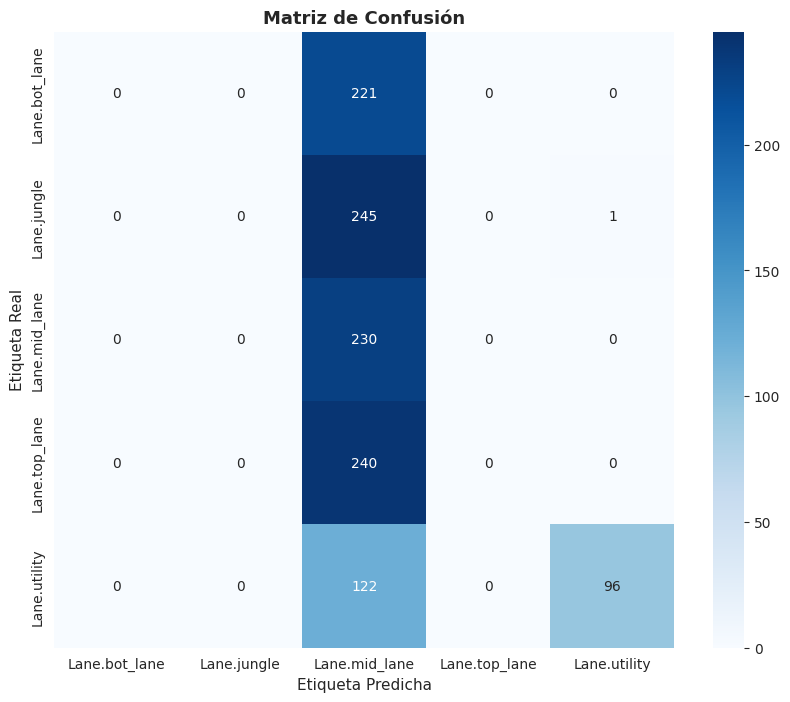 Matriz de Confusión
Etiqueta Real
Lane.bot_lane
0 0 221 0 0
Lane.jungle
0 0 245 0 1
Lane.mid_lane
0 0 230 0 0
Lane.top_lane
0 0 240 0 0
Lane.utility
0 0 122 0 96
Lane.bot_lane Lane.jungle Lane.mid_lane Lane.top_lane Lane.utility
Etiqueta Predicha
200
150
100
50
0